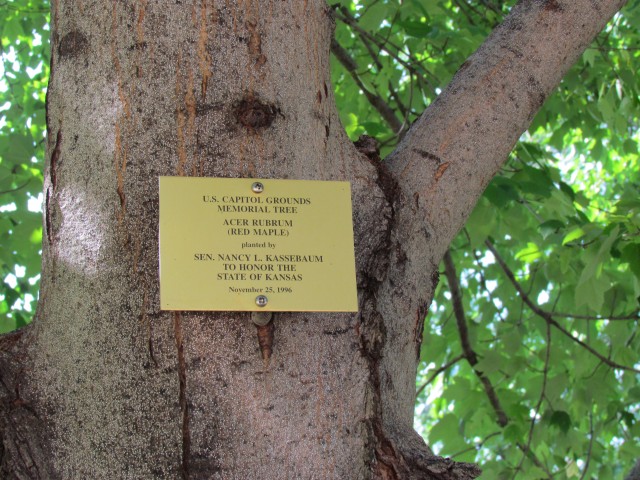 U.S. CAPITOL GROUNDS
MEMORIAL TREE
ACER RUBRUM
(RED MAPLE)
planted by
SEN. NANCY L. KASSEBAUM
TO HONOR THE
STATE OF KANSAS
November 25, 1996